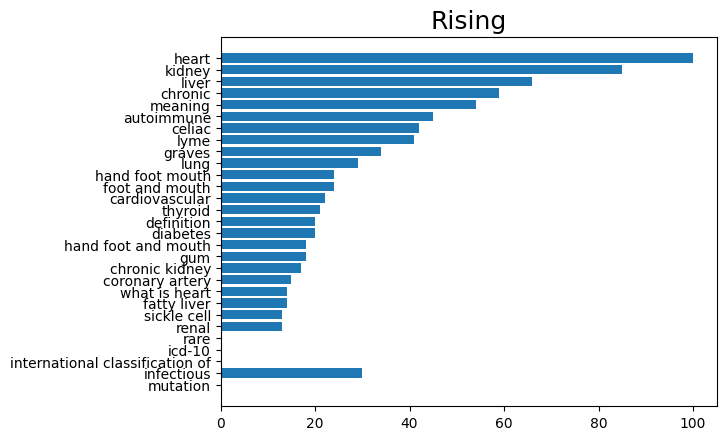 Rising
heart
kidney
liver
chronic
meaning
autoimmune
celiac
lyme
graves
lung
hand foot mouth
foot and mouth
cardiovascular
thyroid
definition
diabetes
hand foot and mouth
gum
chronic kidney
coronary artery
what is heart
fatty liver
sickle cell
renal
rare
icd-10
international classification of
infectious
mutation
0 20 40 60 80 100